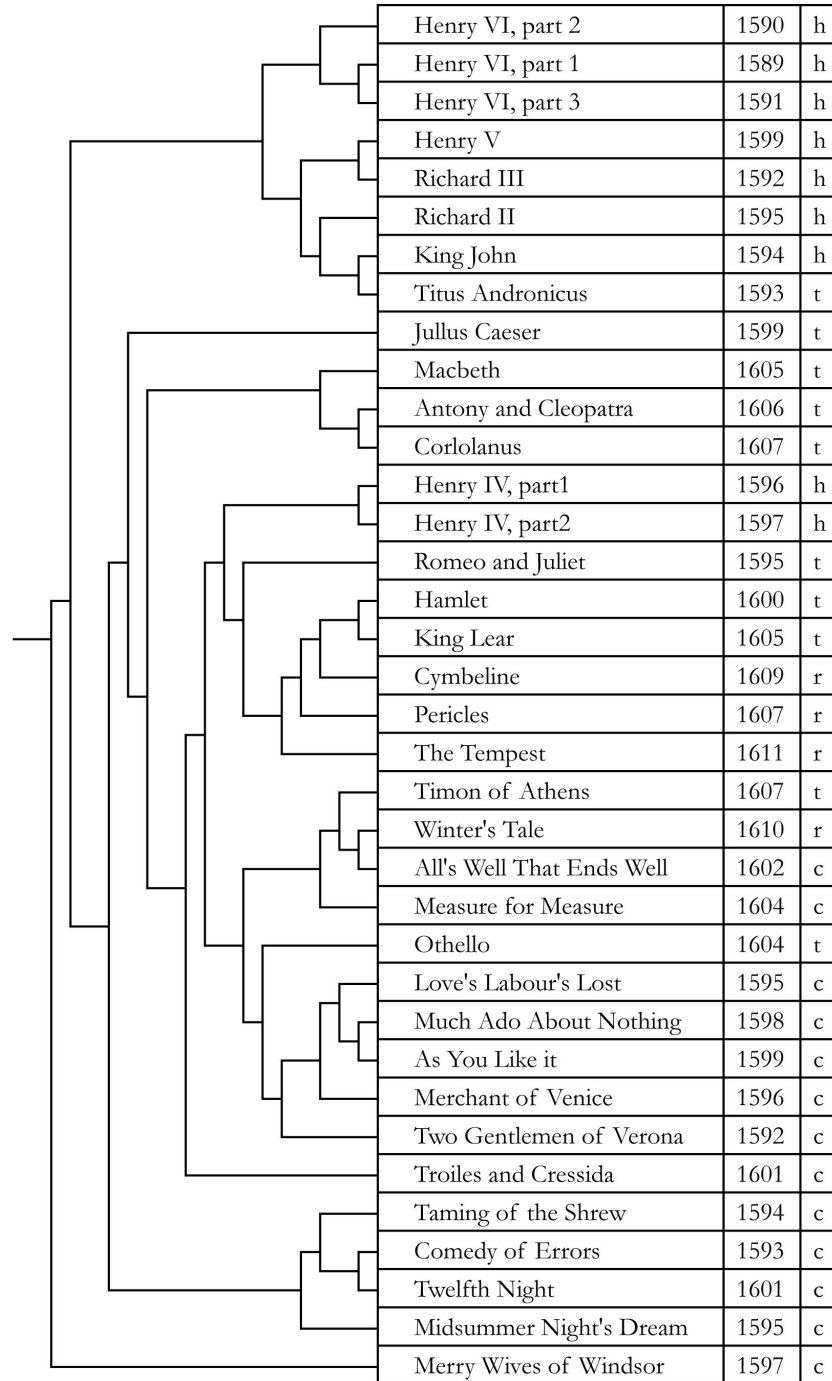 Henry VI, part 2 1590 h
Henry VI, part 1 1589 h
Henry VI, part 3 1591 h
Henry V 1599 h
Richard III 1592 h
Richard II 1595 h
King John 1594 h
Titus Andronicus 1593 t
Jullus Caeser 1599 t
Macbeth 1605 t
Antony and Cleopatra 1606 t
Corlolanus 1607 t
Henry IV, part1 1596 h
Henry IV, part2 1597 h
Romeo and Juliet 1595 t
Hamlet 1600 t
King Lear 1605 t
Cymbeline 1609 r
Pericles 1607 r
The Tempest 1611 r
Timon of Athens 1607 t
Winter's Tale 1610 r
All's Well That Ends Well 1602 c
Measure for Measure 1604 c
Othello 1604 t
Love's Labour's Lost 1595 c
Much Ado About Nothing 1598 c
As You Like it 1599 c
Merchant of Venice 1596 c
Two Gentlemen of Verona 1592 c
Troiles and Cressida 1601 c
Taming of the Shrew 1594 c
Comedy of Errors 1593 c
Twelfth Night 1601 c
Midsummer Night's Dream 1595 c
Merry Wives of Windsor 1597 c